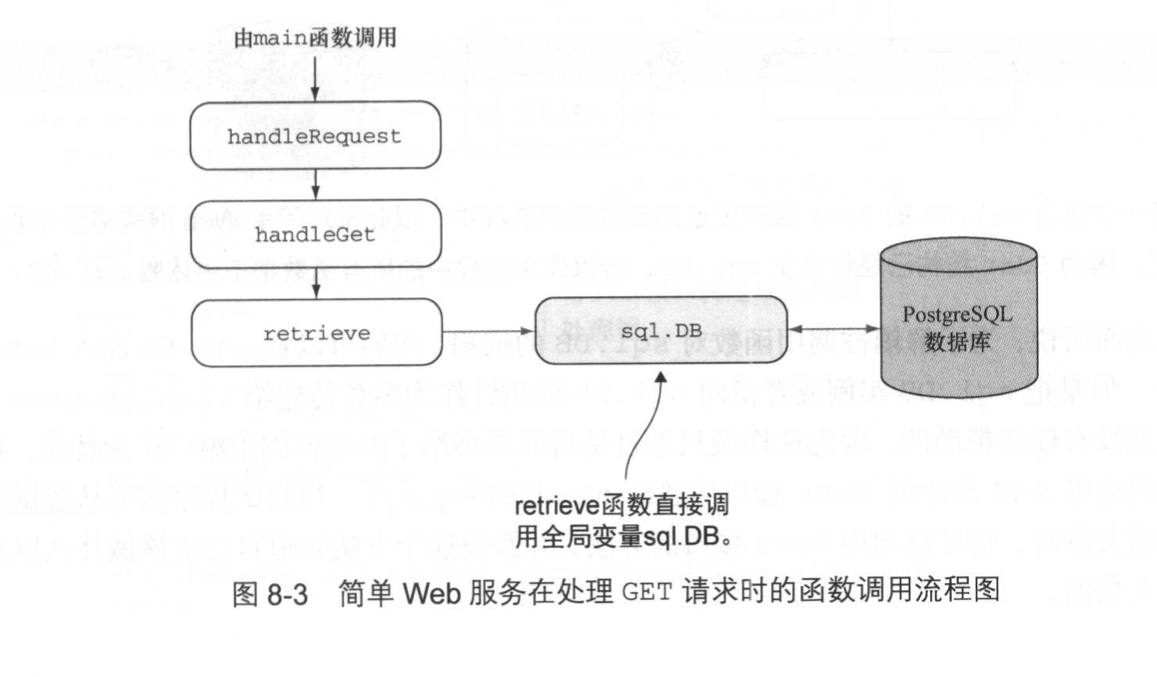 由main函数调用
handleRequest
handleGet
retrieve
sql.DB
PostgreSQL
数据库
retrieve函数直接调
用全局变量sql.DB。
图 8-3 简单 Web 服务在处理 GET 请求时的函数调用流程图